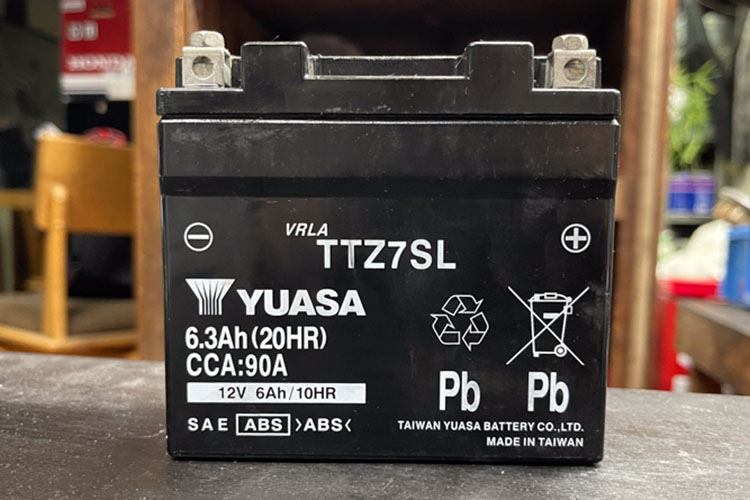 HONDA
VRLA
TTZ7SL
YUASA
6.3Ah(20HR)
CCA:90A
12V 6Ah/10HR
SAE ABS >ABS<
Pb Pb
TAIWAN YUASA BATTERY CO.,LTD.
MADE IN TAIWAN